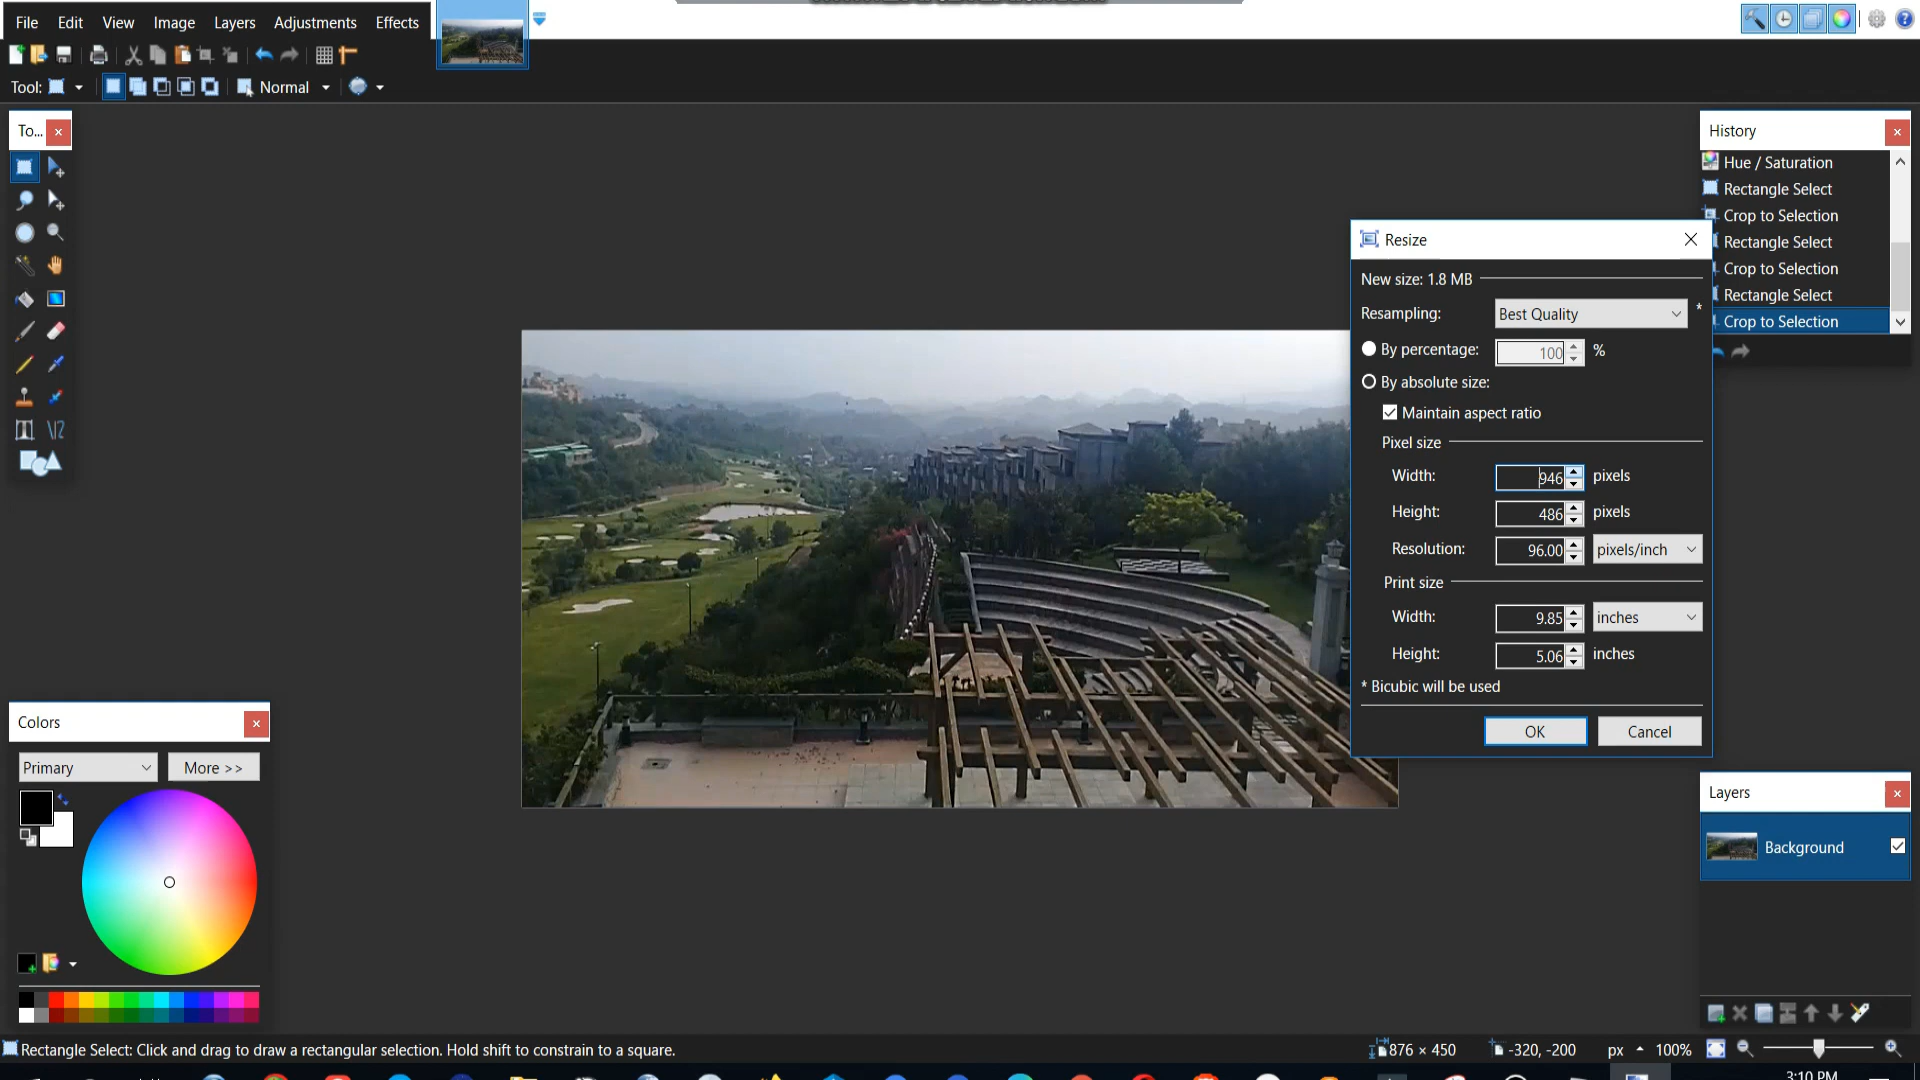 File Edit View Image Layers Adjustments Effects
Tool: Normal
To...
History
Hue / Saturation
Rectangle Select
Crop to Selection
Rectangle Select
Crop to Selection
Rectangle Select
Crop to Selection
Resize
New size: 1.8 MB
Resampling: Best Quality *
By percentage: 100 %
By absolute size:
Maintain aspect ratio
Pixel size
Width: 946 pixels
Height: 486 pixels
Resolution: 96.00 pixels/inch
Print size
Width: 9.85 inches
Height: 5.06 inches
* Bicubic will be used
OK Cancel
Colors
Primary More >>
Layers
Background
Rectangle Select: Click and drag to draw a rectangular selection. Hold shift to constrain to a square.
876 × 450 -320, -200 px 100%
3:10 PM